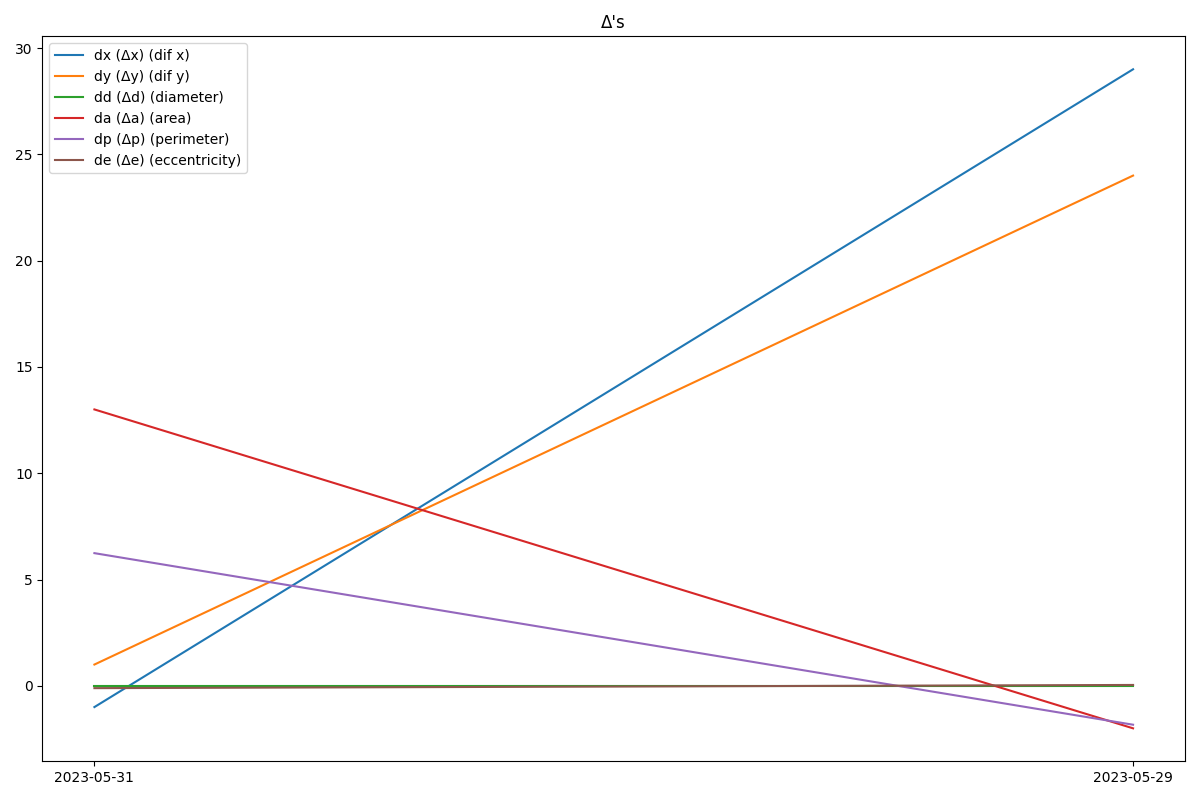 Δ's
dx (Δx) (dif x)
dy (Δy) (dif y)
dd (Δd) (diameter)
da (Δa) (area)
dp (Δp) (perimeter)
de (Δe) (eccentricity)
30
25
20
15
10
5
0
2023-05-31 2023-05-29